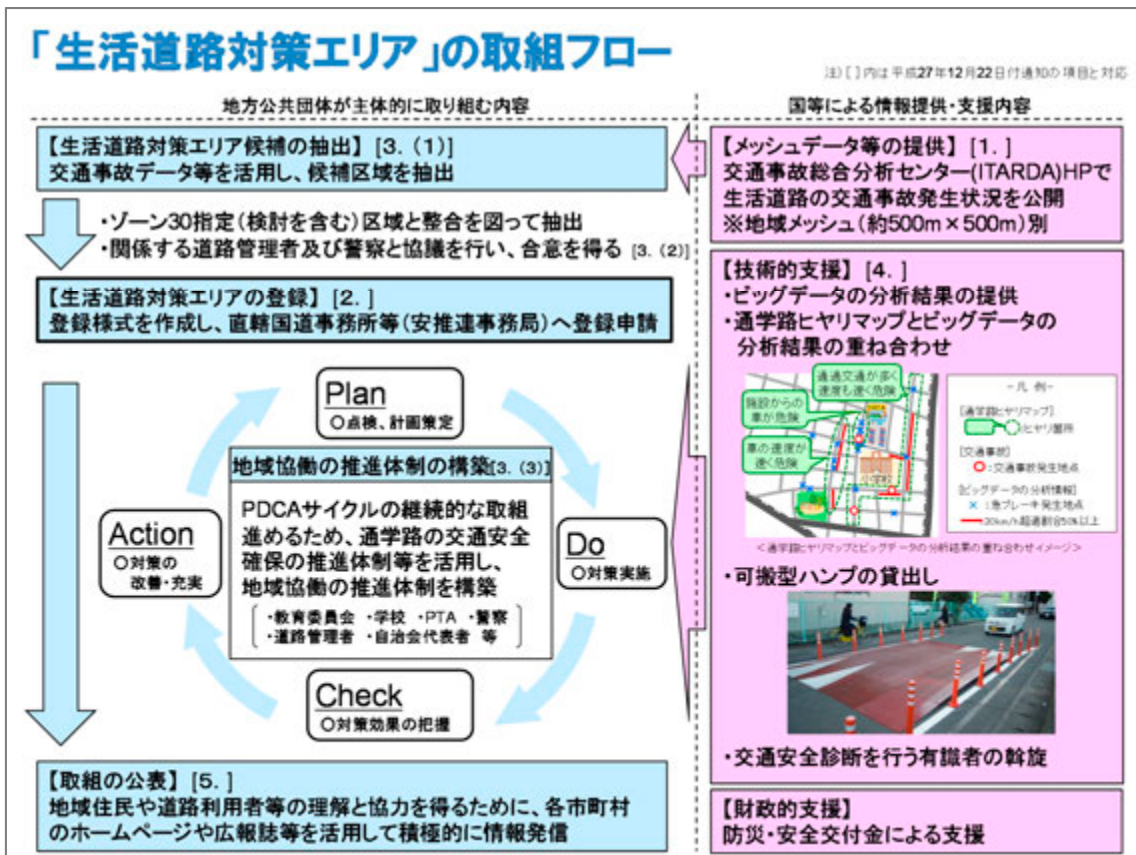 「生活道路対策エリア」の取組フロー
注）[ ]内は平成27年12月22日付通知の項目と対応
地方公共団体が主体的に取り組む内容
【生活道路対策エリア候補の抽出】 [3. (1)]
交通事故データ等を活用し、候補区域を抽出
・ゾーン30指定（検討を含む）区域と整合を図って抽出
・関係する道路管理者及び警察と協議を行い、合意を得る [3. (2)]
【生活道路対策エリアの登録】 [2. ]
登録様式を作成し、直轄国道事務所等（安推連事務局）へ登録申請
Plan
○点検、計画策定
地域協働の推進体制の構築[3. (3)]
PDCAサイクルの継続的な取組
進めるため、通学路の交通安全
確保の推進体制等を活用し、
地域協働の推進体制を構築
・教育委員会 ・学校 ・PTA ・警察
・道路管理者 ・自治会代表者 等
Action
○対策の
改善・充実
Do
○対策実施
Check
○対策効果の把握
【取組の公表】 [5. ]
地域住民や道路利用者等の理解と協力を得るために、各市町村
のホームページや広報誌等を活用して積極的に情報発信
国等による情報提供・支援内容
【メッシュデータ等の提供】 [1. ]
交通事故総合分析センター(ITARDA)HPで
生活道路の交通事故発生状況を公開
※地域メッシュ（約500m×500m）別
【技術的支援】 [4. ]
・ビッグデータの分析結果の提供
・通学路ヒヤリマップとビッグデータの
分析結果の重ね合わせ
通過交通が多く
速度も速く危険
施設からの
車が危険
車の速度が
速く危険
小学校
－凡 例－
[通学路ヒヤリマップ]
：ヒヤリ箇所
[交通事故]
：交通事故発生地点
[ビッグデータの分析情報]
：急ブレーキ発生地点
30km/h超過割合50%以上
＜通学路ヒヤリマップとビッグデータの分析結果の重ね合わせイメージ＞
・可搬型ハンプの貸出し
・交通安全診断を行う有識者の斡旋
【財政的支援】
防災・安全交付金による支援